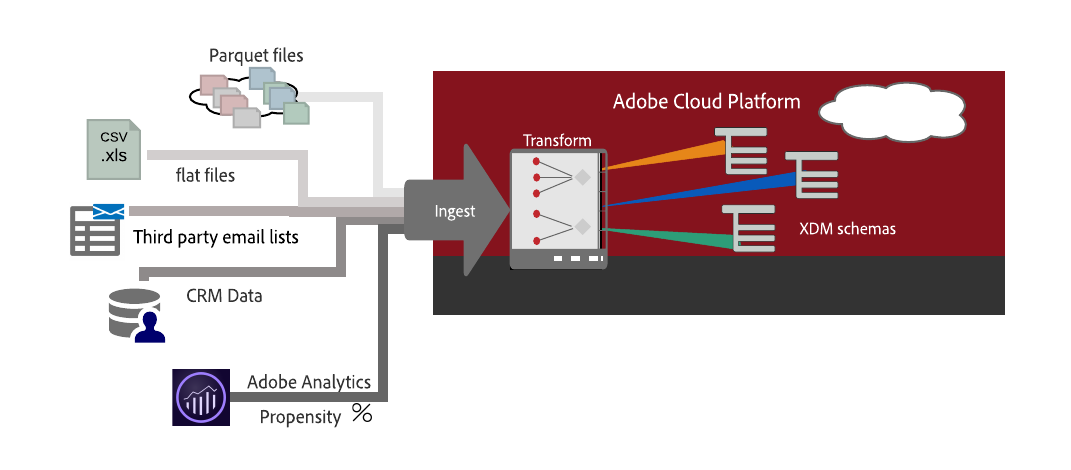 Parquet files
Adobe Cloud Platform
CSV
.xls
Transform
flat files
Ingest
Third party email lists
XDM schemas
CRM Data
Adobe Analytics
Propensity %